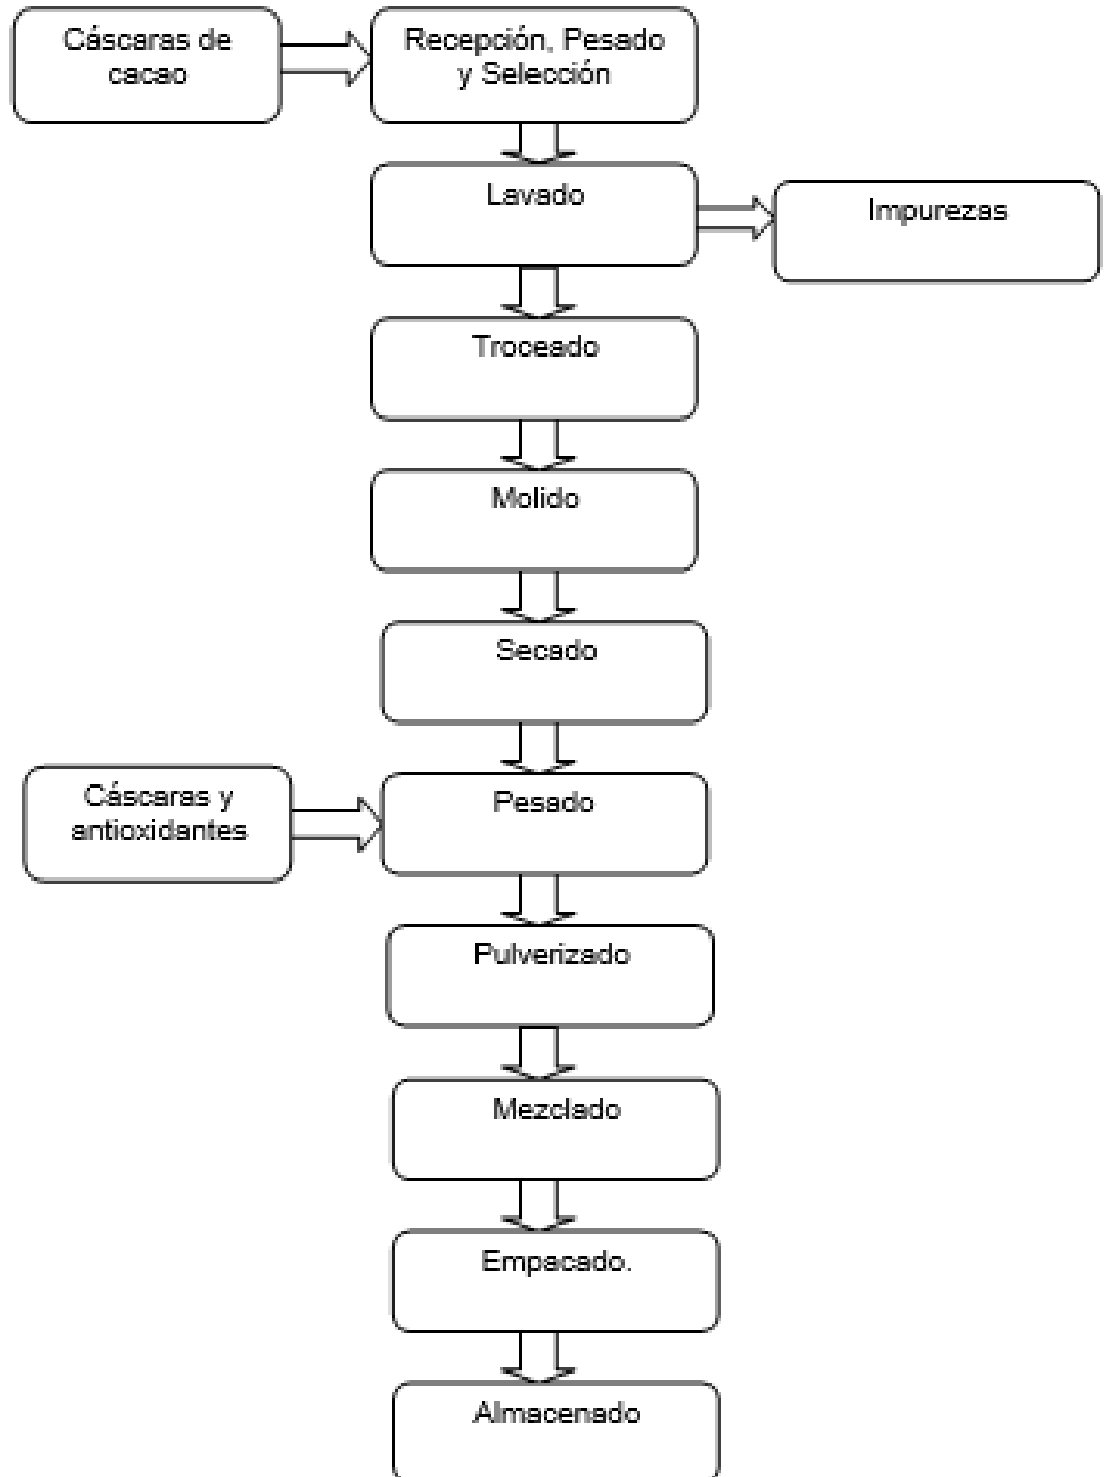 Cáscaras de
cacao
Recepción, Pesado
y Selección
Lavado
Impurezas
Troceado
Molido
Secado
Cáscaras y
antioxidantes
Pesado
Pulverizado
Mezclado
Empacado.
Almacenado